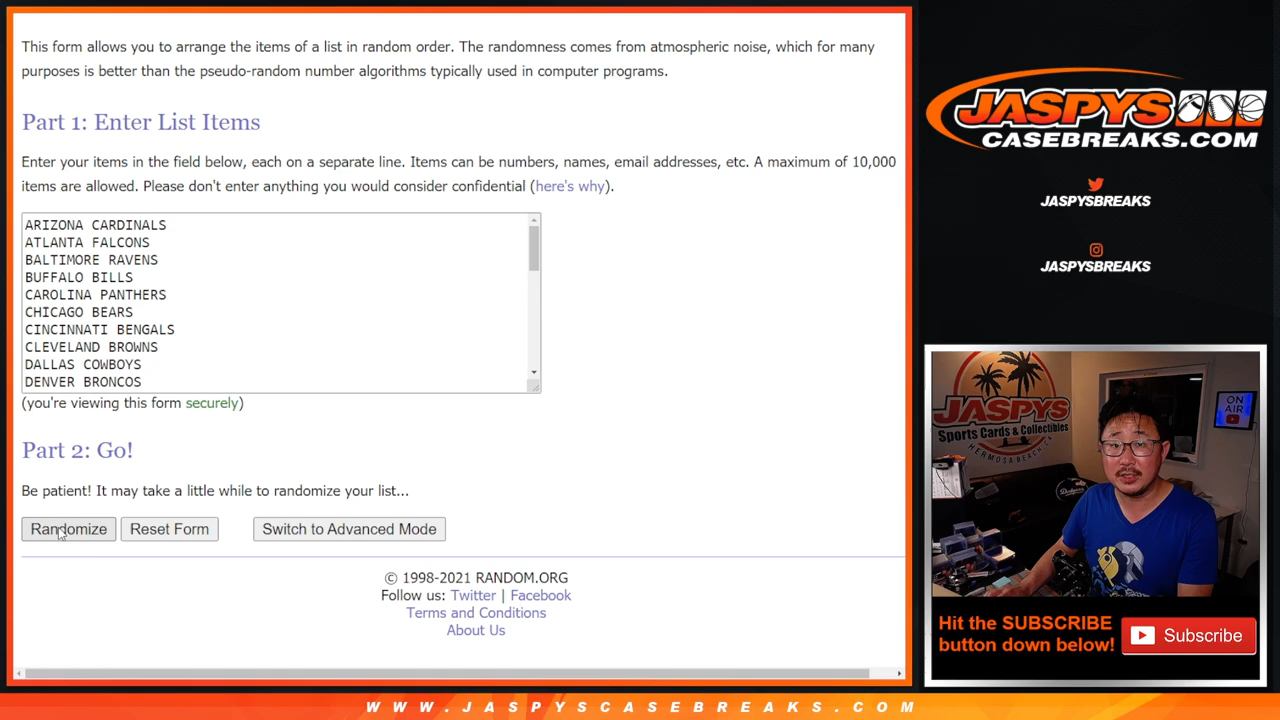 This form allows you to arrange the items of a list in random order. The randomness comes from atmospheric noise, which for many
purposes is better than the pseudo-random number algorithms typically used in computer programs.
Part 1: Enter List Items
Enter your items in the field below, each on a separate line. Items can be numbers, names, email addresses, etc. A maximum of 10,000
items are allowed. Please don't enter anything you would consider confidential (here's why).
ARIZONA CARDINALS
ATLANTA FALCONS
BALTIMORE RAVENS
BUFFALO BILLS
CAROLINA PANTHERS
CHICAGO BEARS
CINCINNATI BENGALS
CLEVELAND BROWNS
DALLAS COWBOYS
DENVER BRONCOS
(you're viewing this form securely)
Part 2: Go!
Be patient! It may take a little while to randomize your list...
Randomize Reset Form Switch to Advanced Mode
© 1998-2021 RANDOM.ORG
Follow us: Twitter | Facebook
Terms and Conditions
About Us
JASPYS
CASEBREAKS.COM
JASPYSBREAKS
JASPYSBREAKS
JASPYS
Sports Cards & Collectibles
HERMOSA BEACH, CA
ON
AIR
Dodgers
Hit the SUBSCRIBE
button down below!
Subscribe
WWW.JASPYSCASEBREAKS.COM